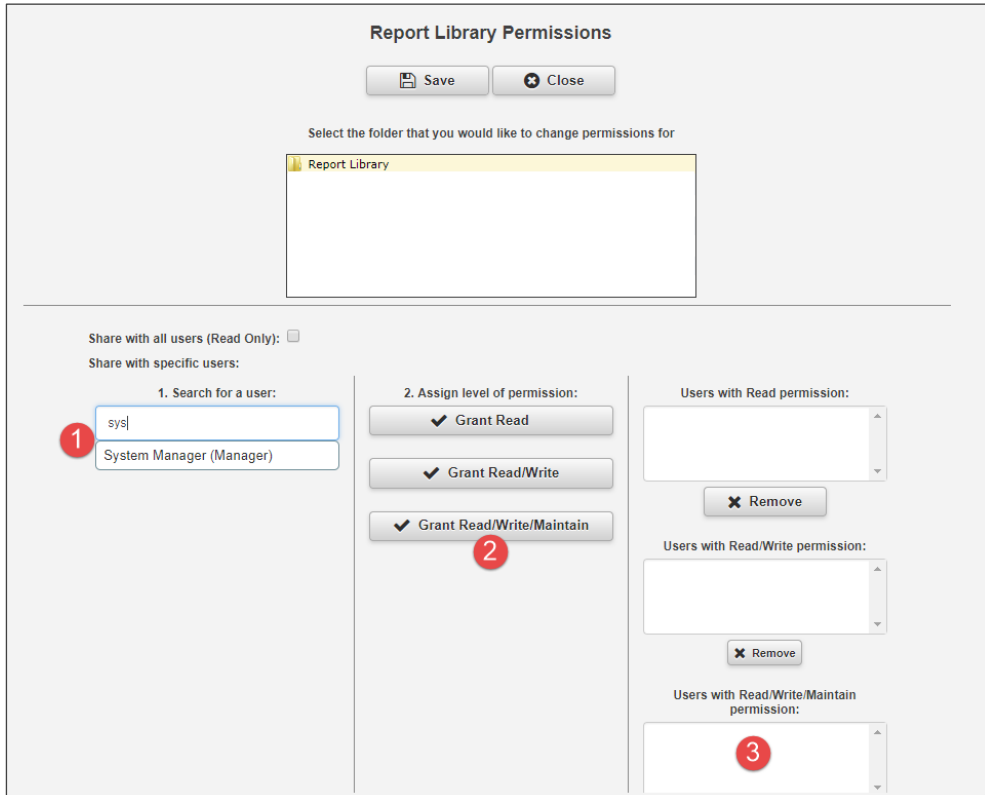 Report Library Permissions
Save
Close
Select the folder that you would like to change permissions for
Report Library
Share with all users (Read Only):
Share with specific users:
1. Search for a user:
sys
System Manager (Manager)
1
2. Assign level of permission:
Grant Read
Grant Read/Write
Grant Read/Write/Maintain
2
Users with Read permission:
Remove
Users with Read/Write permission:
Remove
Users with Read/Write/Maintain
permission:
3